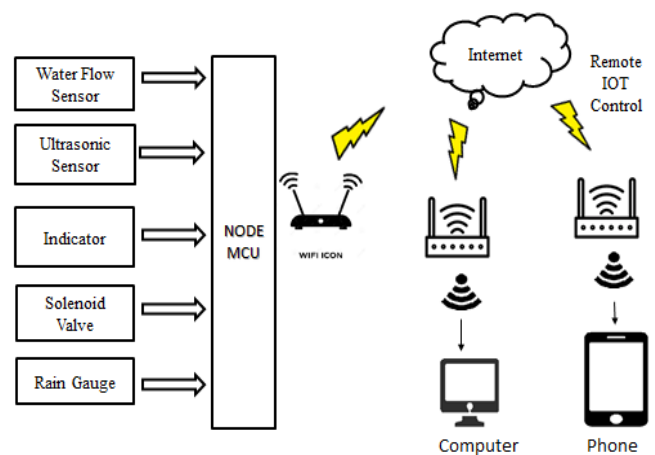 Water Flow
Sensor
Ultrasonic
Sensor
Indicator
Solenoid
Valve
Rain Gauge
NODE
MCU
WIFI ICON
Internet
Remote
IOT
Control
Computer
Phone